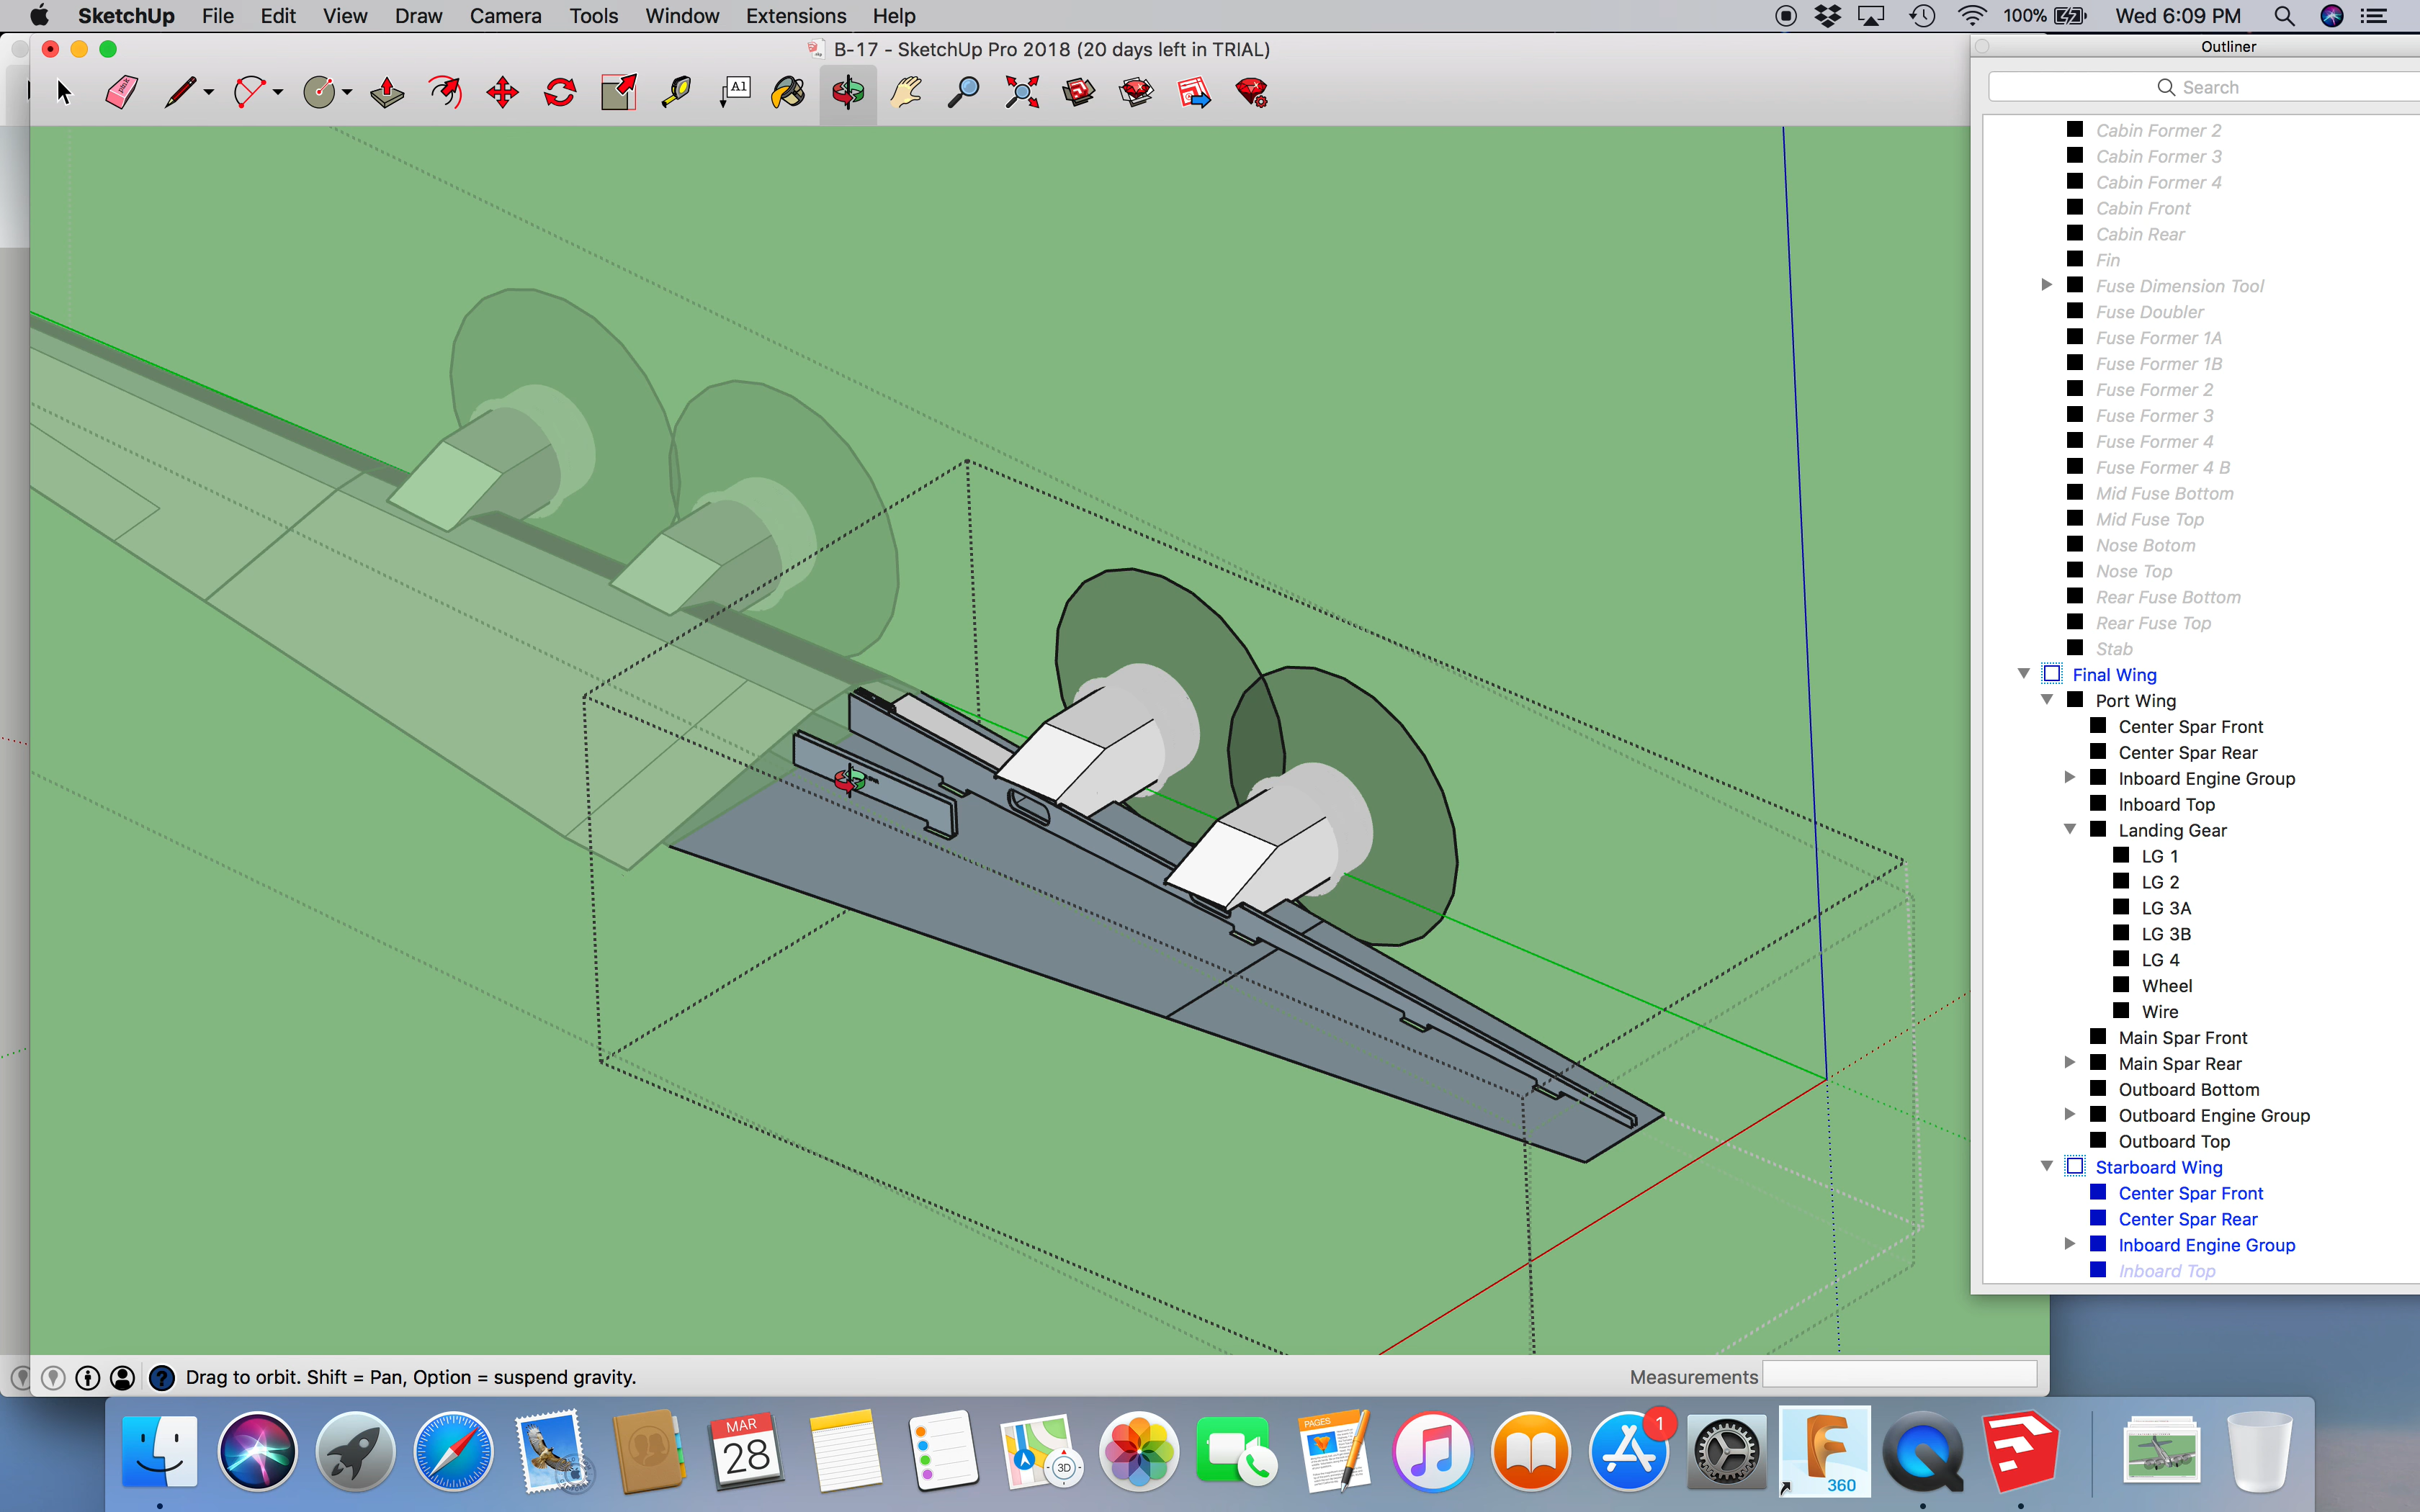 SketchUp File Edit View Draw Camera Tools Window Extensions Help 100% Wed 6:09 PM
B-17 - SketchUp Pro 2018 (20 days left in TRIAL)
Outliner
A1
Search
Cabin Former 2
Cabin Former 3
Cabin Former 4
Cabin Front
Cabin Rear
Fin
Fuse Dimension Tool
Fuse Doubler
Fuse Former 1A
Fuse Former 1B
Fuse Former 2
Fuse Former 3
Fuse Former 4
Fuse Former 4 B
Mid Fuse Bottom
Mid Fuse Top
Nose Botom
Nose Top
Rear Fuse Bottom
Rear Fuse Top
Stab
Final Wing
Port Wing
Center Spar Front
Center Spar Rear
Inboard Engine Group
Inboard Top
Landing Gear
LG 1
LG 2
LG 3A
LG 3B
LG 4
Wheel
Wire
Main Spar Front
Main Spar Rear
Outboard Bottom
Outboard Engine Group
Outboard Top
Starboard Wing
Center Spar Front
Center Spar Rear
Inboard Engine Group
Inboard Top
Drag to orbit. Shift = Pan, Option = suspend gravity.
Measurements
MAR
28
3D
PAGES
1
360